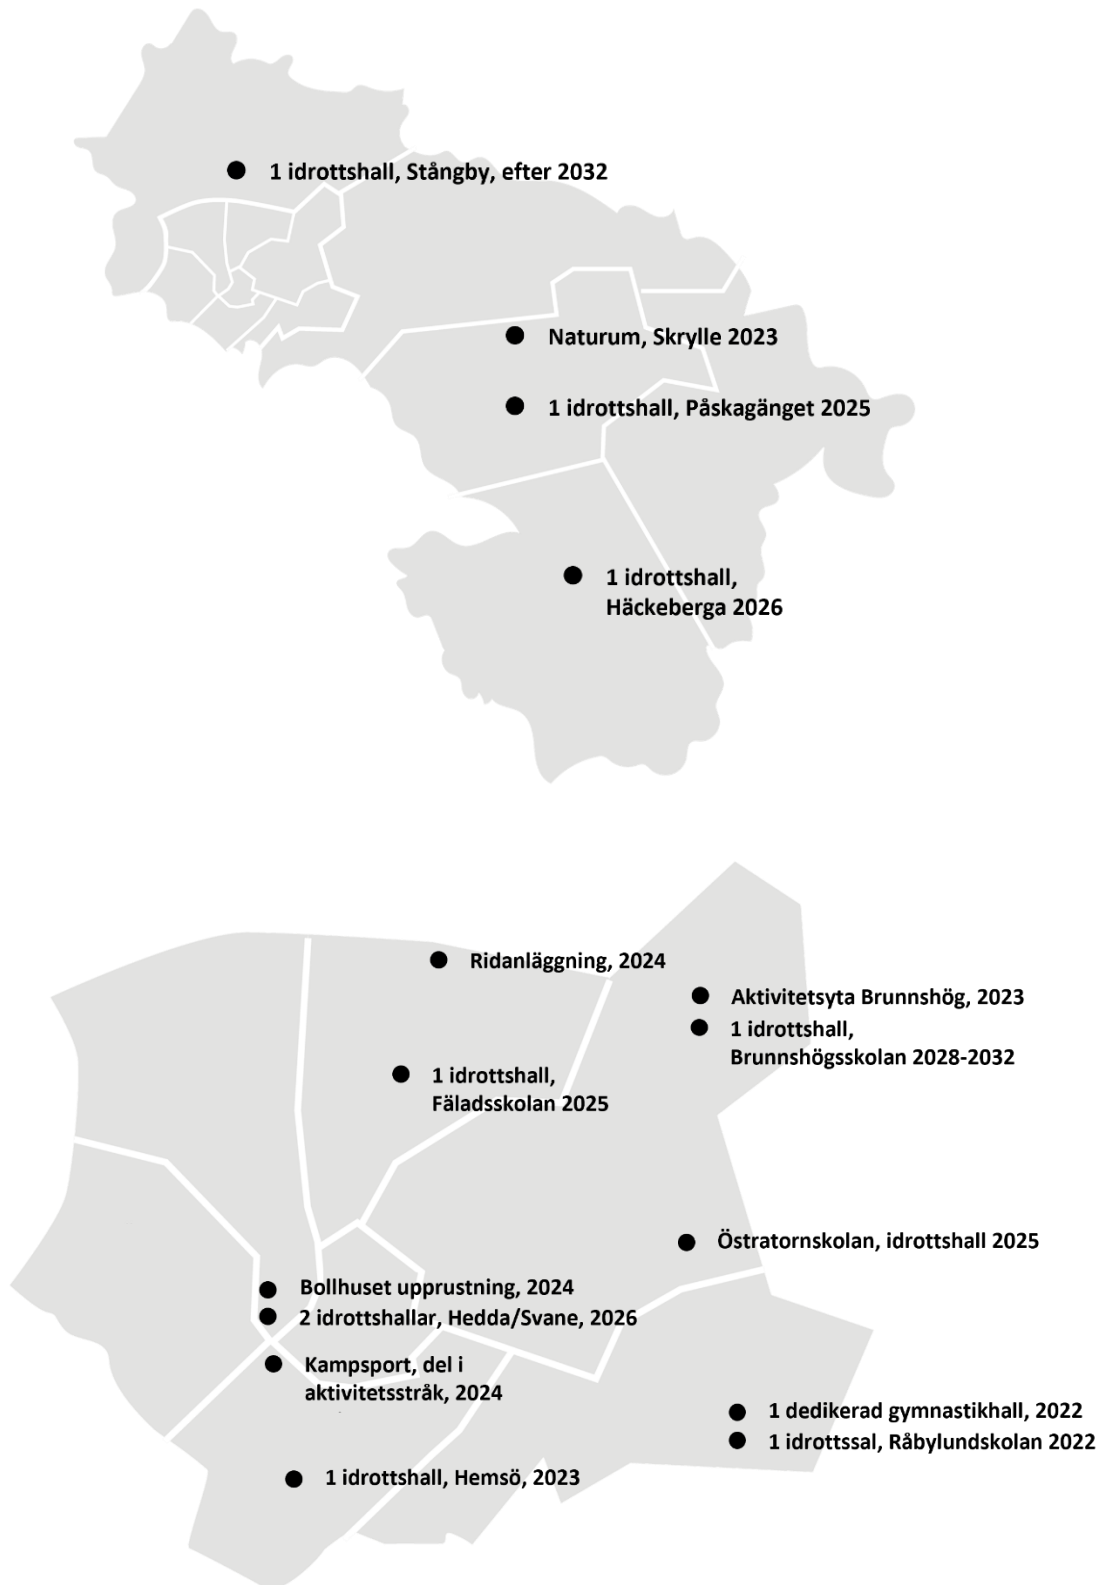 1 idrottshall, Stångby, efter 2032
Naturum, Skrylle 2023
1 idrottshall, Påskagänget 2025
1 idrottshall,
Häckeberga 2026
Ridanläggning, 2024
Aktivitetsyta Brunnshög, 2023
1 idrottshall,
Brunnshögsskolan 2028-2032
1 idrottshall,
Fäladsskolan 2025
Östratornskolan, idrottshall 2025
Bollhuset upprustning, 2024
2 idrottshallar, Hedda/Svane, 2026
Kampsport, del i
aktivitetsstråk, 2024
1 dedikerad gymnastikhall, 2022
1 idrottssal, Råbylundskolan 2022
1 idrottshall, Hemsö, 2023